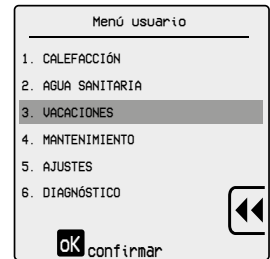 Menú usuario
1. CALEFACCIÓN
2. AGUA SANITARIA
3. VACACIONES
4. MANTENIMIENTO
5. AJUSTES
6. DIAGNÓSTICO
oK confirmar